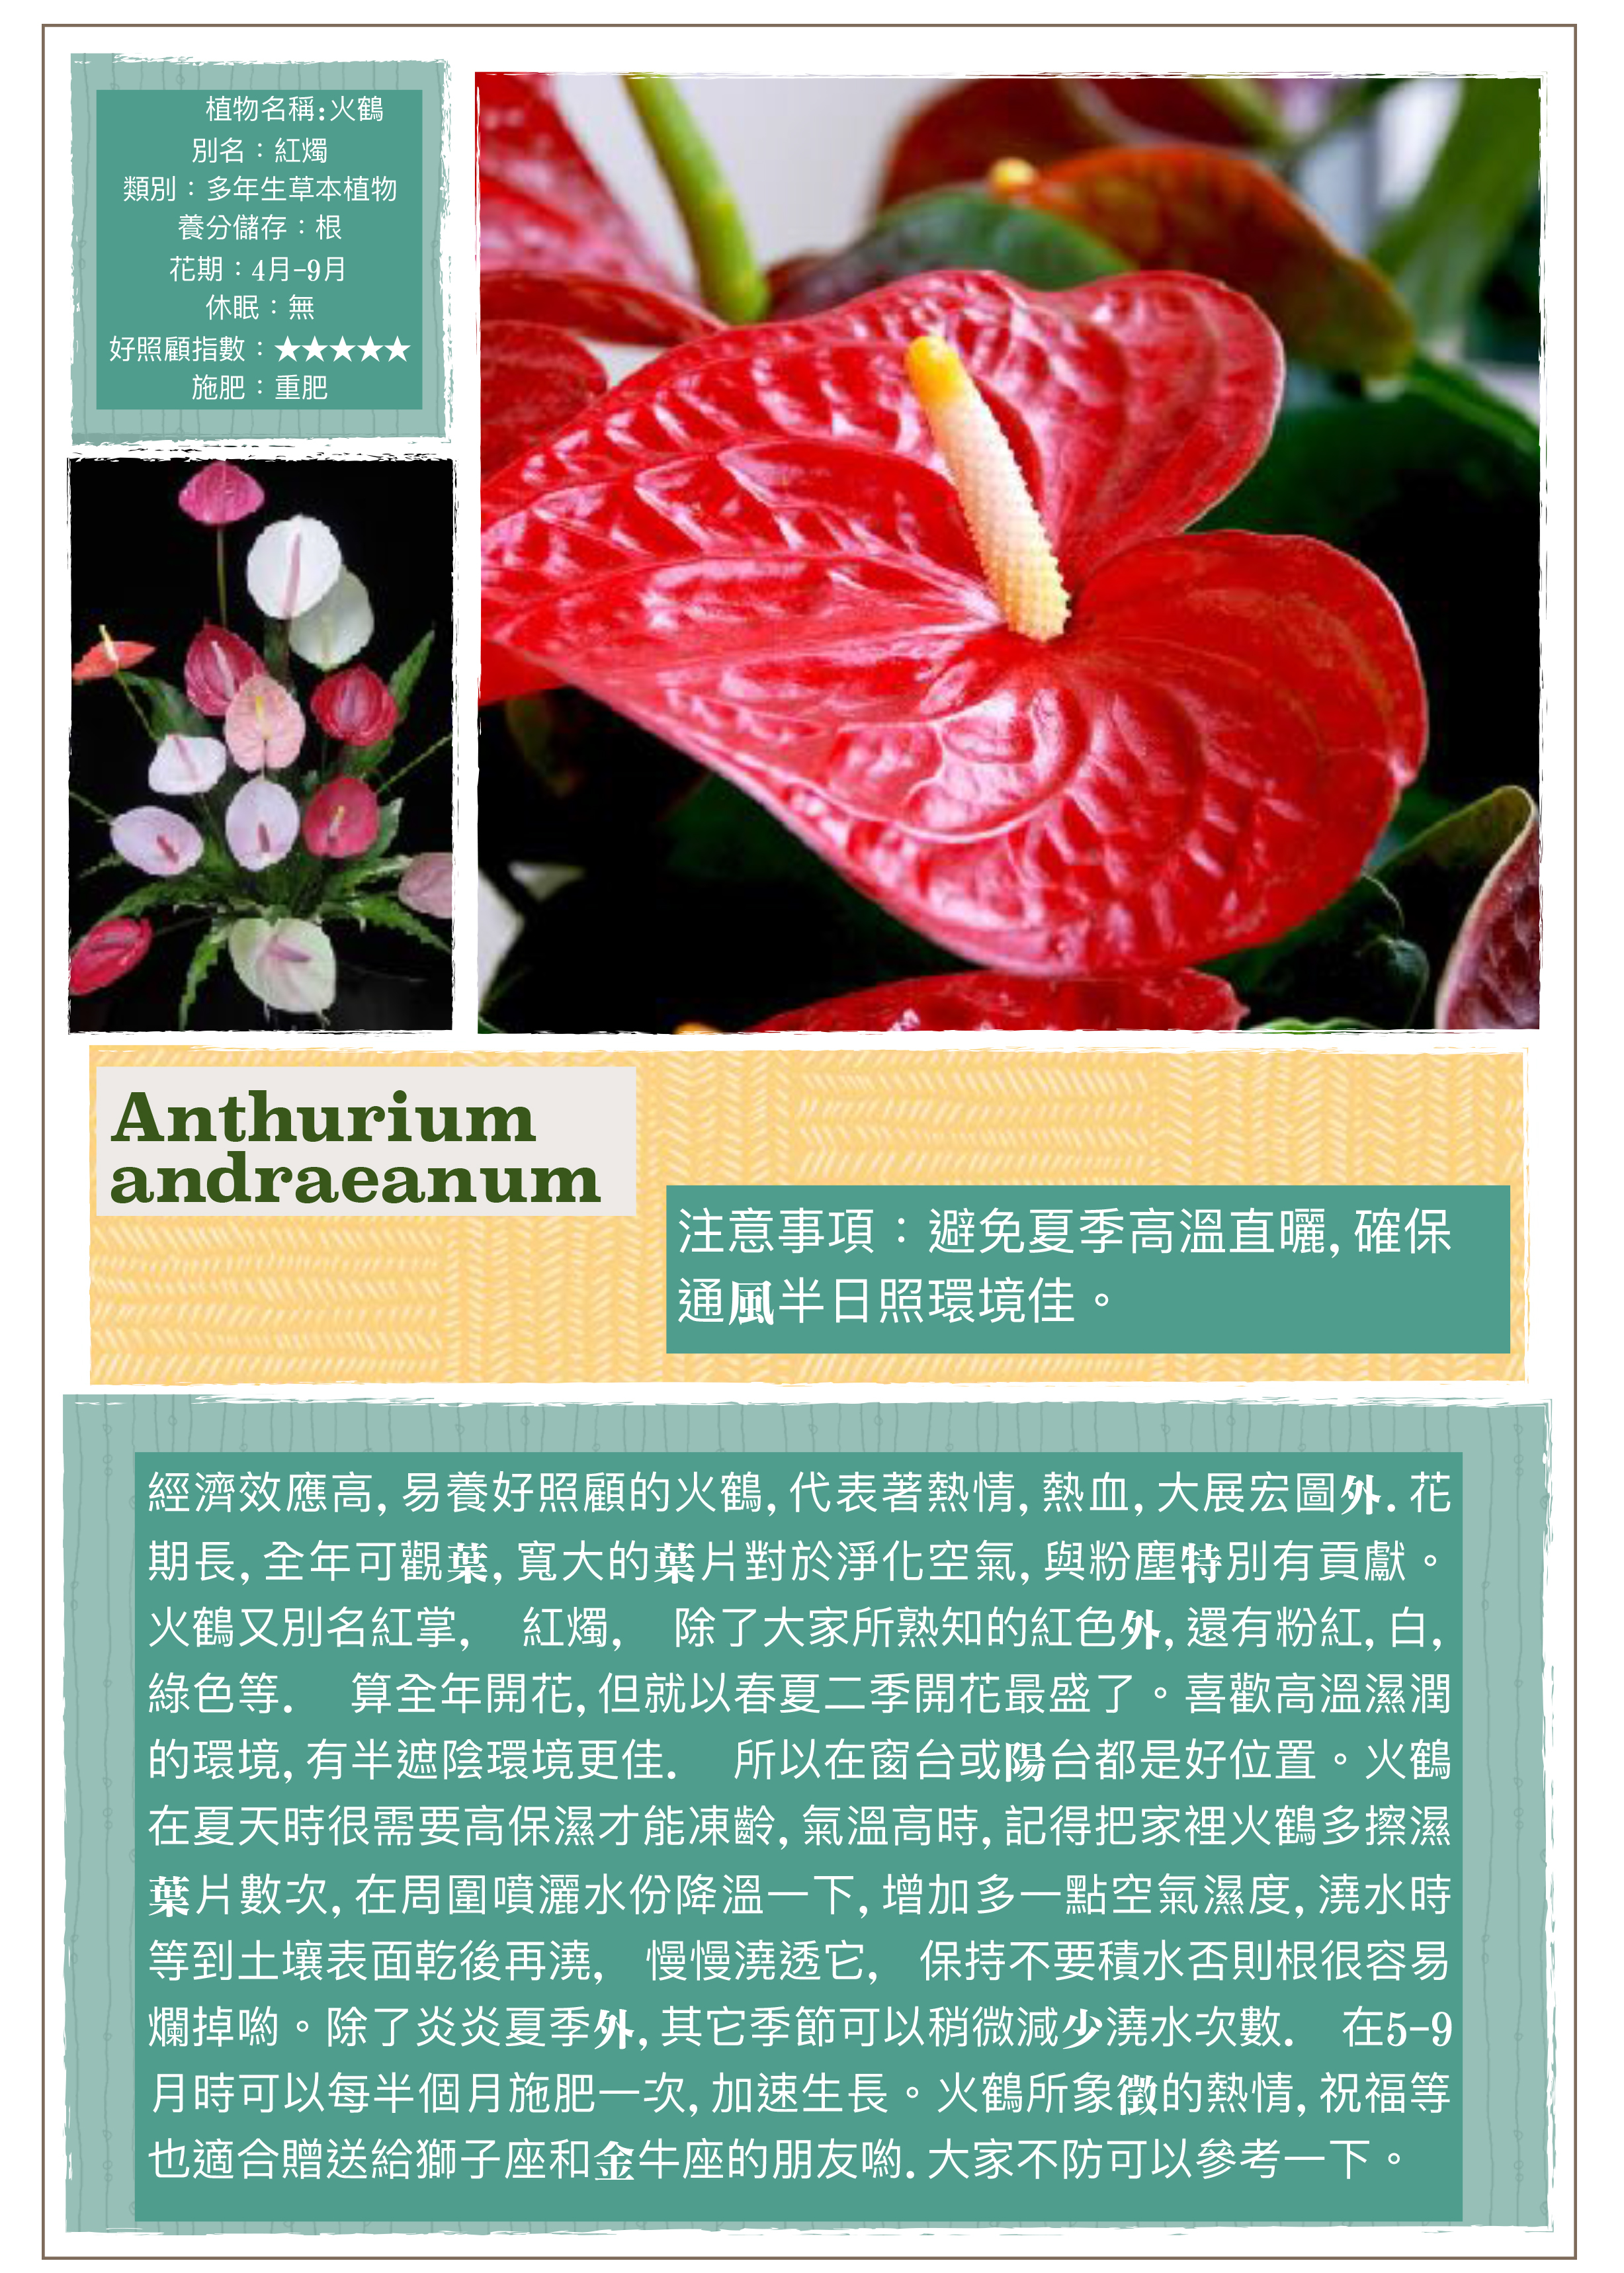 植物名稱:火鶴
別名：紅燭
類別：多年生草本植物
養分儲存：根
花期：4月-9月
休眠：無
好照顧指數：★★★★★
施肥：重肥
Anthurium
andraeanum
注意事項：避免夏季高溫直曬, 確保
通風半日照環境佳。
經濟效應高, 易養好照顧的火鶴, 代表著熱情, 熱血, 大展宏圖外. 花
期長, 全年可觀葉, 寬大的葉片對於淨化空氣, 與粉塵特別有貢獻。
火鶴又別名紅掌, 紅燭, 除了大家所熟知的紅色外, 還有粉紅, 白,
綠色等. 算全年開花, 但就以春夏二季開花最盛了。喜歡高溫濕潤
的環境, 有半遮陰環境更佳. 所以在窗台或陽台都是好位置。火鶴
在夏天時很需要高保濕才能凍齡, 氣溫高時, 記得把家裡火鶴多擦濕
葉片數次, 在周圍噴灑水份降溫一下, 增加多一點空氣濕度, 澆水時
等到土壤表面乾後再澆, 慢慢澆透它, 保持不要積水否則根很容易
爛掉喲。除了炎炎夏季外, 其它季節可以稍微減少澆水次數. 在5-9
月時可以每半個月施肥一次, 加速生長。火鶴所象徵的熱情, 祝福等
也適合贈送給獅子座和金牛座的朋友喲. 大家不防可以參考一下。